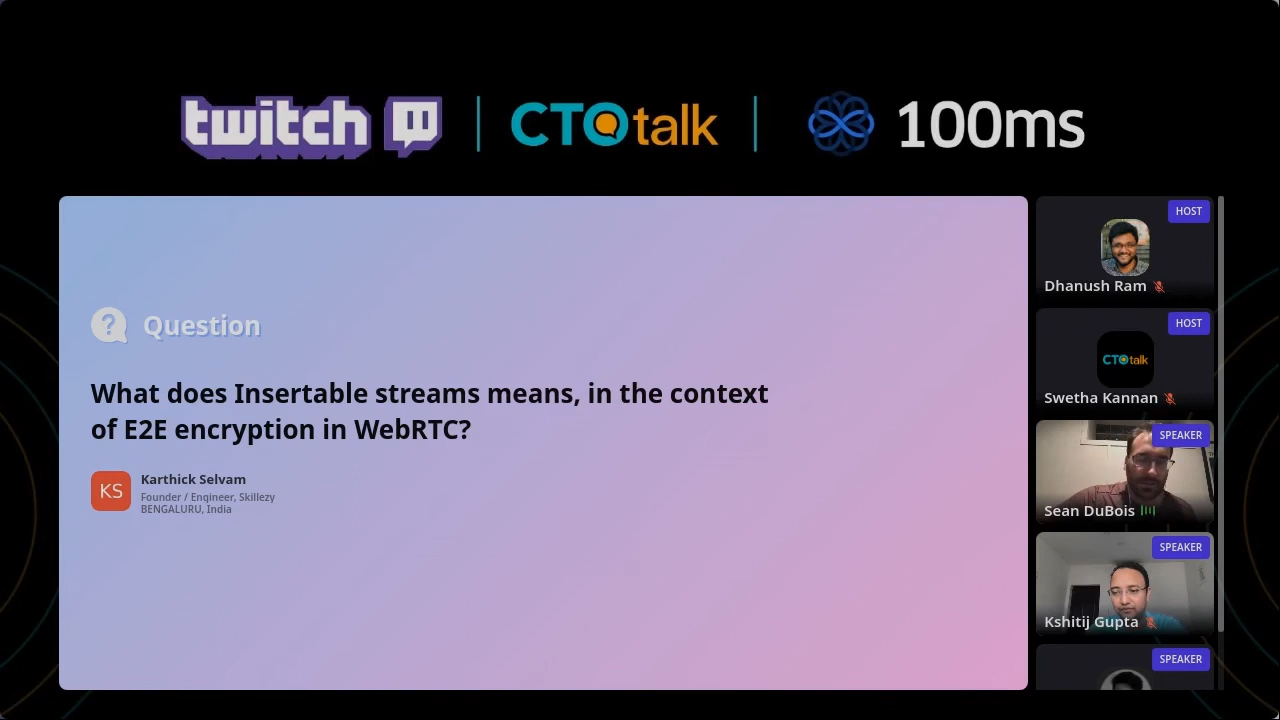 twitch
CTOtalk
100ms
Question
What does Insertable streams means, in the context
of E2E encryption in WebRTC?
KS
Karthick Selvam
Founder / Engineer, Skillezy
BENGALURU, India
HOST
Dhanush Ram
HOST
CTOtalk
Swetha Kannan
SPEAKER
Sean DuBois
SPEAKER
Kshitij Gupta
SPEAKER